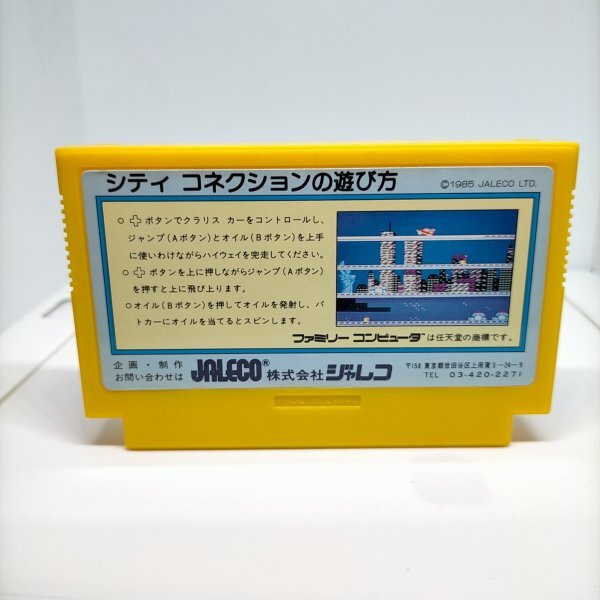 シティ コネクションの遊び方
©1985 JALECO LTD.
○ ✚ ボタンでクラリス カーをコントロールし、
ジャンプ(Aボタン)とオイル(Bボタン)を上手
に使いわけながらハイウェイを完走してください。
○ ✚ ボタンを上に押しながらジャンプ(Aボタン)
を押すと上に飛び上ります。
○オイル(Bボタン)を押してオイルを発射し、パ
トカーにオイルを当てるとスピンします。
ファミリー コンピュータ は任天堂の商標です。
企画・制作
お問い合わせは
JALECO® 株式会社ジャレコ
〒158 東京都世田谷区上用賀5-24-9
TEL 03-420-2271
MADE IN JAPAN